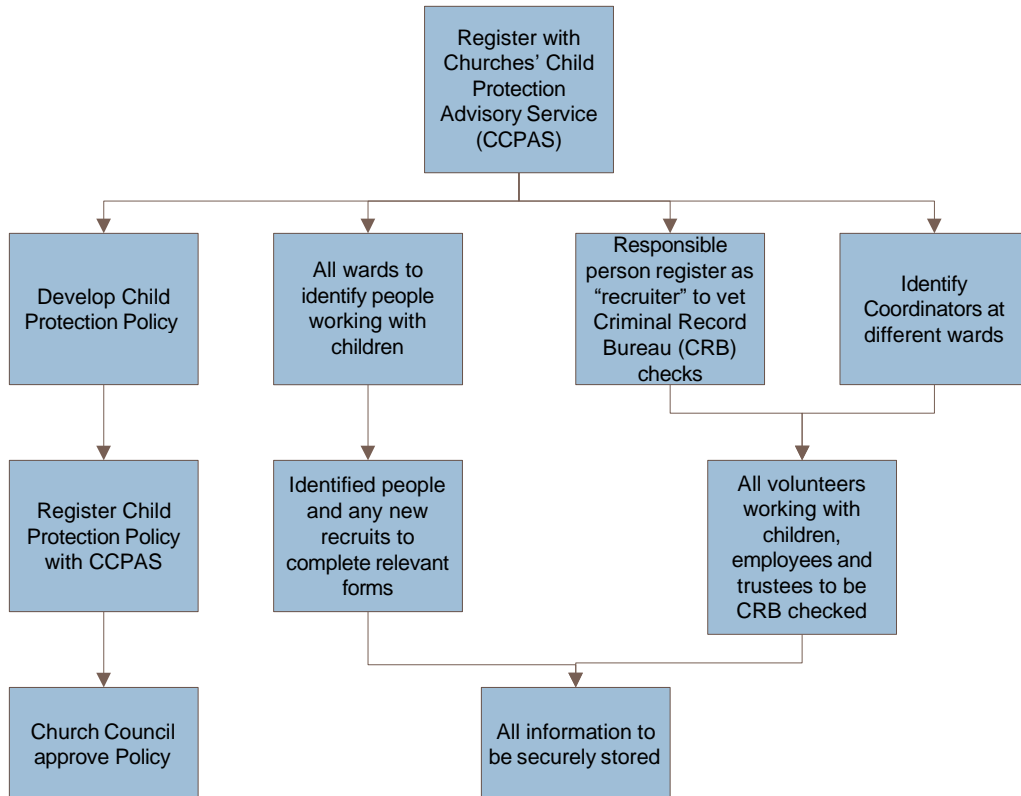 Register with
Churches’ Child
Protection
Advisory Service
(CCPAS)
Develop Child
Protection Policy
All wards to
identify people
working with
children
Responsible
person register as
“recruiter” to vet
Criminal Record
Bureau (CRB)
checks
Identify
Coordinators at
different wards
Register Child
Protection Policy
with CCPAS
Identified people
and any new
recruits to
complete relevant
forms
All volunteers
working with
children,
employees and
trustees to be
CRB checked
Church Council
approve Policy
All information to
be securely stored